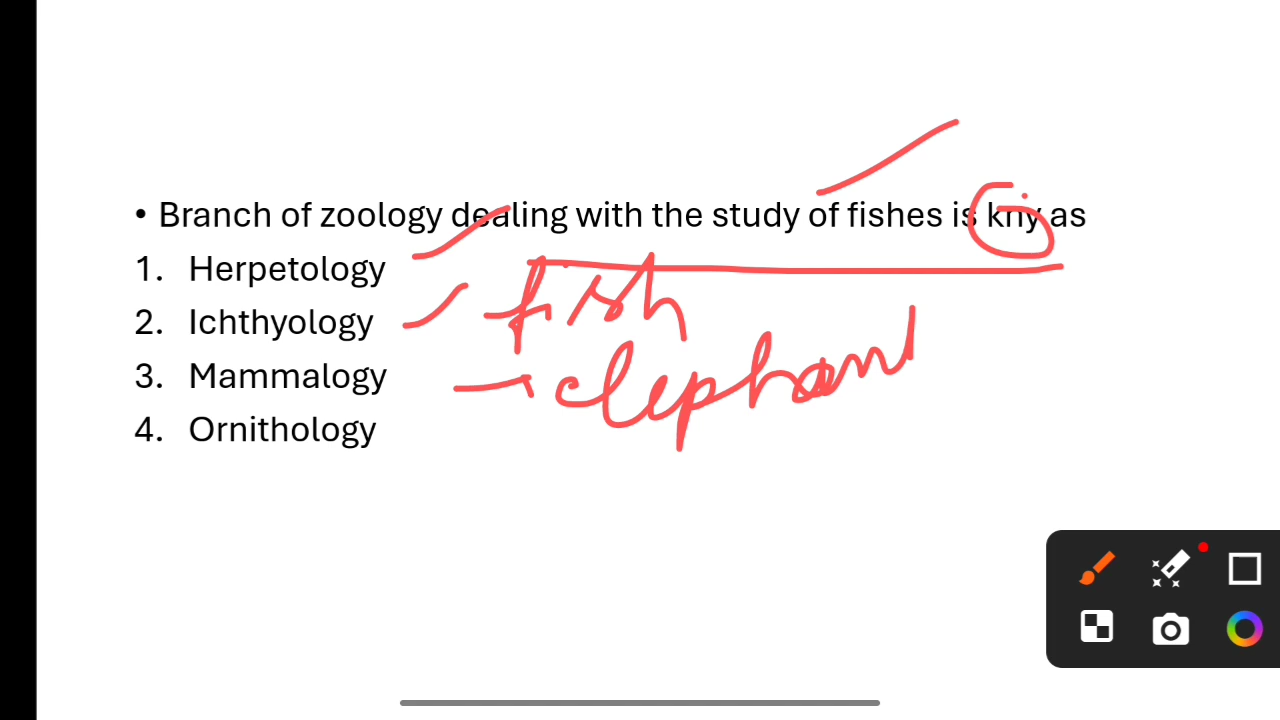 • Branch of zoology dealing with the study of fishes is kny as
1. Herpetology
2. Ichthyology fish
3. Mammalogy elephant
4. Ornithology